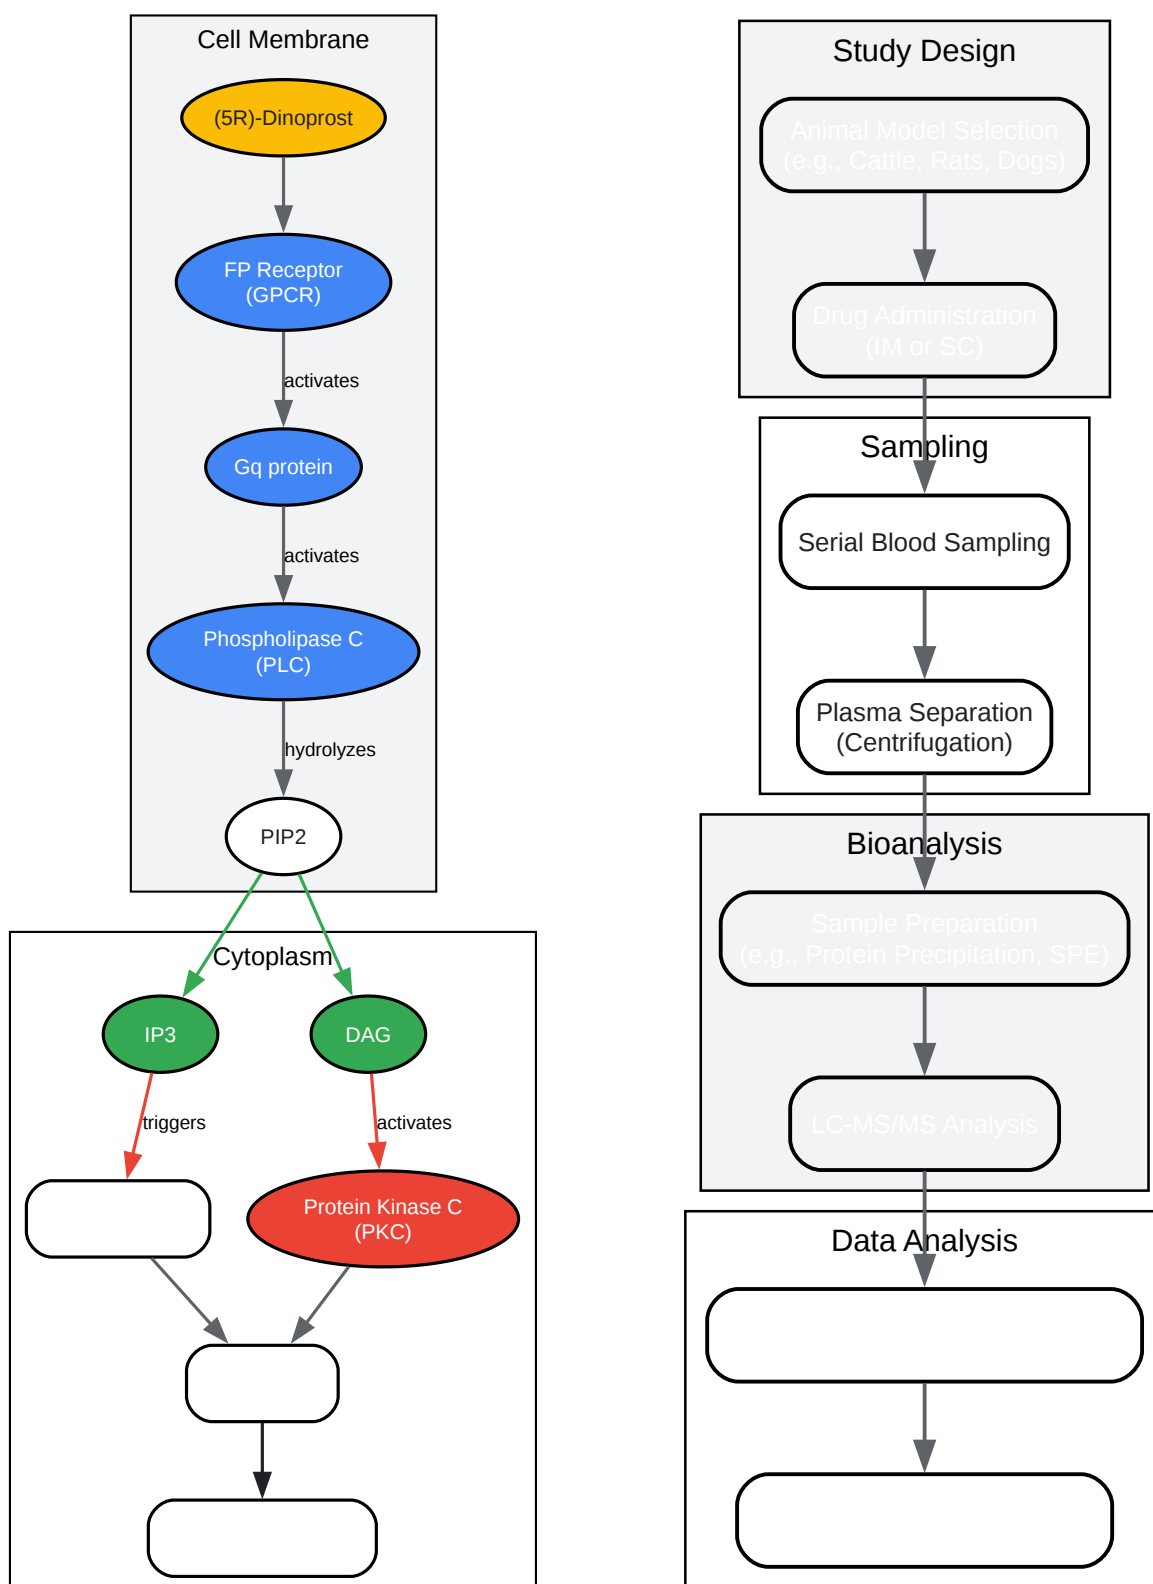 Cell Membrane
(5R)-Dinoprost
FP Receptor
(GPCR)
activates
Gq protein
activates
Phospholipase C
(PLC)
hydrolyzes
PIP2
Cytoplasm
IP3
DAG
triggers
activates
Protein Kinase C
(PKC)
Study Design
Animal Model Selection
(e.g., Cattle, Rats, Dogs)
Drug Administration
(IM or SC)
Sampling
Serial Blood Sampling
Plasma Separation
(Centrifugation)
Bioanalysis
Sample Preparation
(e.g., Protein Precipitation, SPE)
LC-MS/MS Analysis
Data Analysis